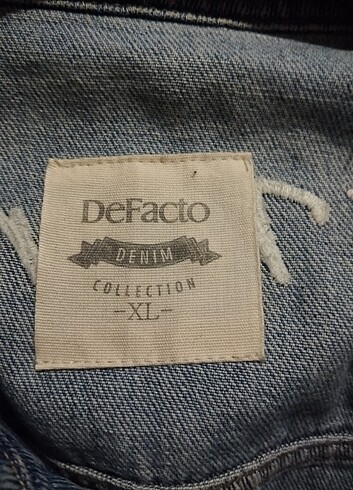 DeFacto
DENIM
COLLECTION
-XL-